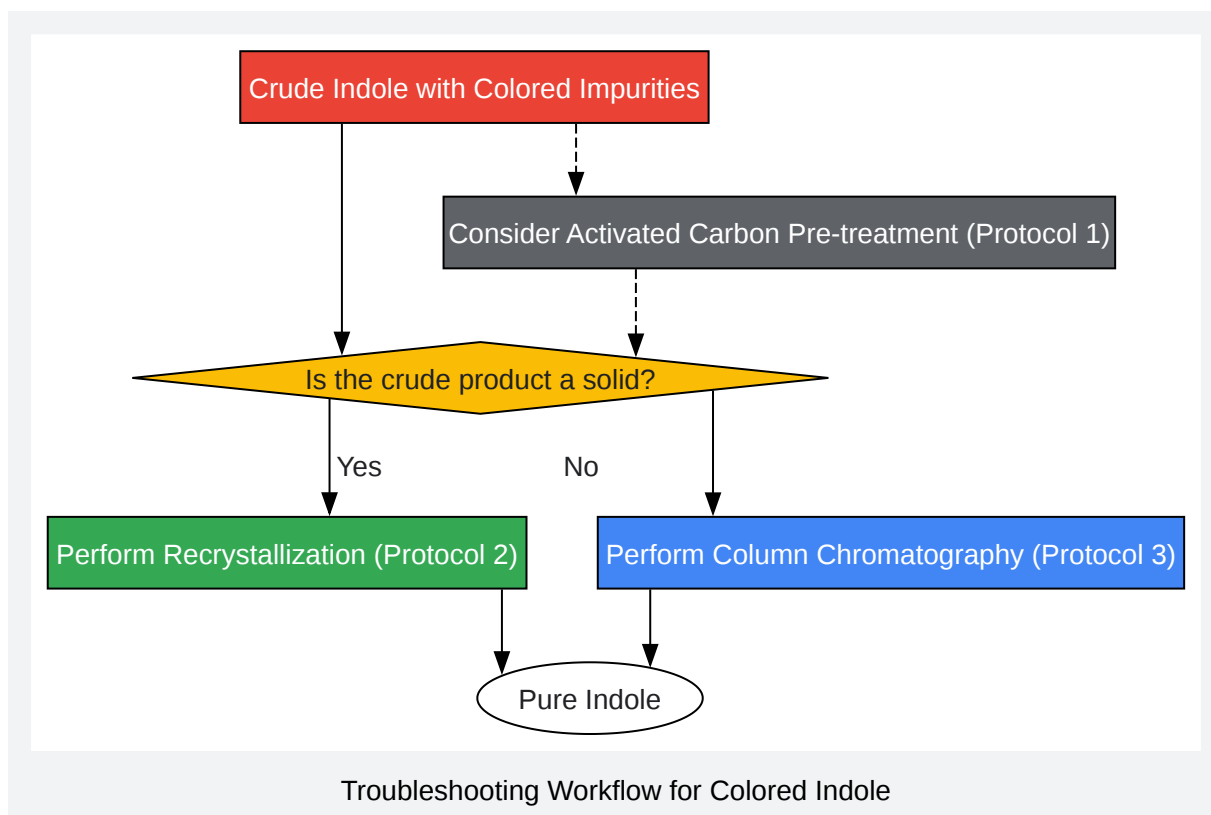 Crude Indole with Colored Impurities
Consider Activated Carbon Pre-treatment (Protocol 1)
Is the crude product a solid?
Yes
No
Perform Recrystallization (Protocol 2)
Perform Column Chromatography (Protocol 3)
Pure Indole
Troubleshooting Workflow for Colored Indole